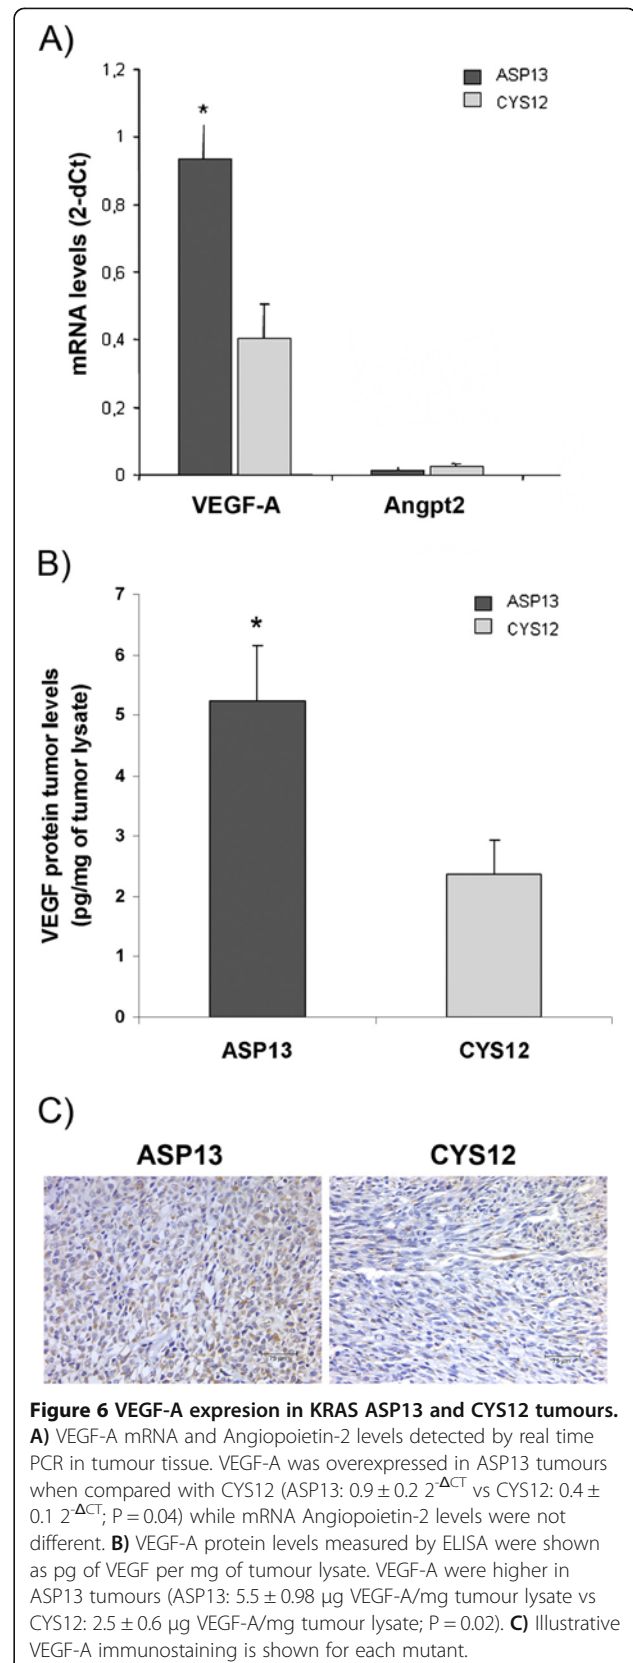 A)
1,2
1
0,8
0,6
0,4
0,2
0
mRNA levels (2-dCt)
ASP13
CYS12
*
VEGF-A Angpt2
B)
7
6
5
4
3
2
1
0
VEGF protein tumor levels
(pg/mg of tumor lysate)
ASP13
CYS12
*
ASP13 CYS12
C)
ASP13 CYS12
Figure 6 VEGF-A expresion in KRAS ASP13 and CYS12 tumours.
A) VEGF-A mRNA and Angiopoietin-2 levels detected by real time
PCR in tumour tissue. VEGF-A was overexpressed in ASP13 tumours
when compared with CYS12 (ASP13: 0.9 ± 0.2 2^-ΔCT vs CYS12: 0.4 ±
0.1 2^-ΔCT; P = 0.04) while mRNA Angiopoietin-2 levels were not
different. B) VEGF-A protein levels measured by ELISA were shown
as pg of VEGF per mg of tumour lysate. VEGF-A were higher in
ASP13 tumours (ASP13: 5.5 ± 0.98 μg VEGF-A/mg tumour lysate vs
CYS12: 2.5 ± 0.6 μg VEGF-A/mg tumour lysate; P = 0.02). C) Illustrative
VEGF-A immunostaining is shown for each mutant.